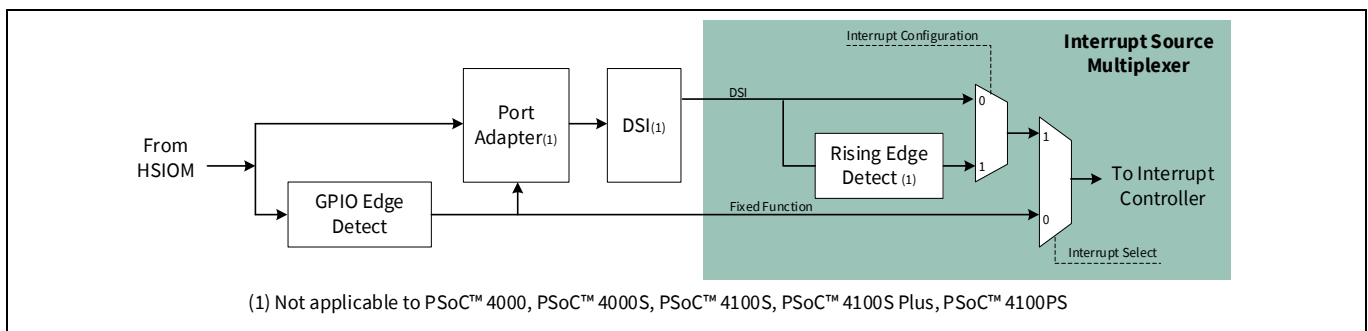 Interrupt Configuration
Interrupt Source
Multiplexer
From
HSIOM
Port
Adapter(1)
DSI(1)
DSI
0
1
Rising Edge
Detect (1)
1
0
To Interrupt
Controller
GPIO Edge
Detect
Fixed Function
Interrupt Select
(1) Not applicable to PSoC™ 4000, PSoC™ 4000S, PSoC™ 4100S, PSoC™ 4100S Plus, PSoC™ 4100PS